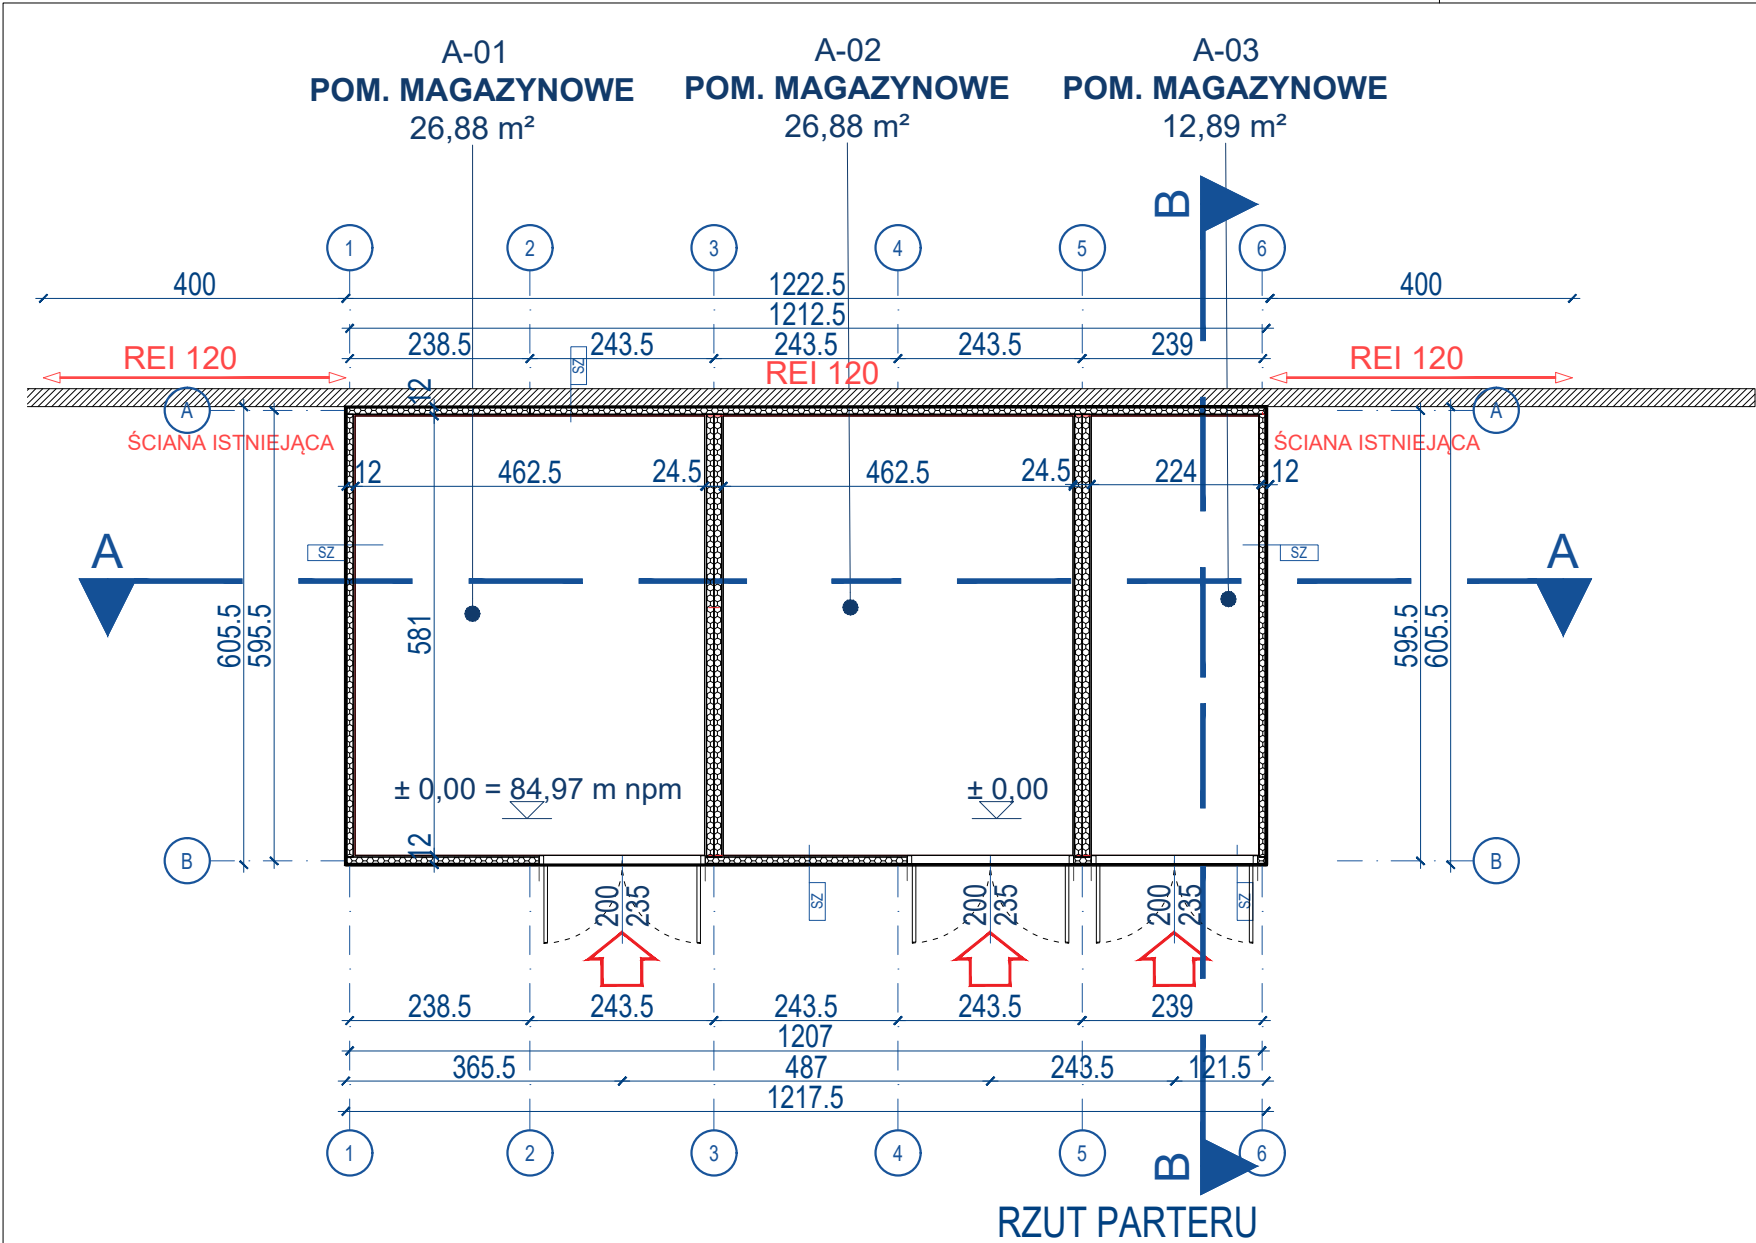 A-01
POM. MAGAZYNOWE
26,88 m²
A-02
POM. MAGAZYNOWE
26,88 m²
A-03
POM. MAGAZYNOWE
12,89 m²
B
1 2 3 4 5 6
400 1222.5 400
1212.5
238.5 243.5 243.5 243.5 239
REI 120 SZ REI 120 REI 120
12
A A
ŚCIANA ISTNIEJĄCA ŚCIANA ISTNIEJĄCA
12 462.5 24.5 462.5 24.5 224 12
A SZ SZ A
605.5 595.5 581 595.5 605.5
± 0,00 = 84,97 m npm ± 0,00
12
B B
200 235 SZ 200 235 200 235 SZ
238.5 243.5 243.5 243.5 239
1207
365.5 487 243.5 121.5
1217.5
1 2 3 4 5 B 6
RZUT PARTERU